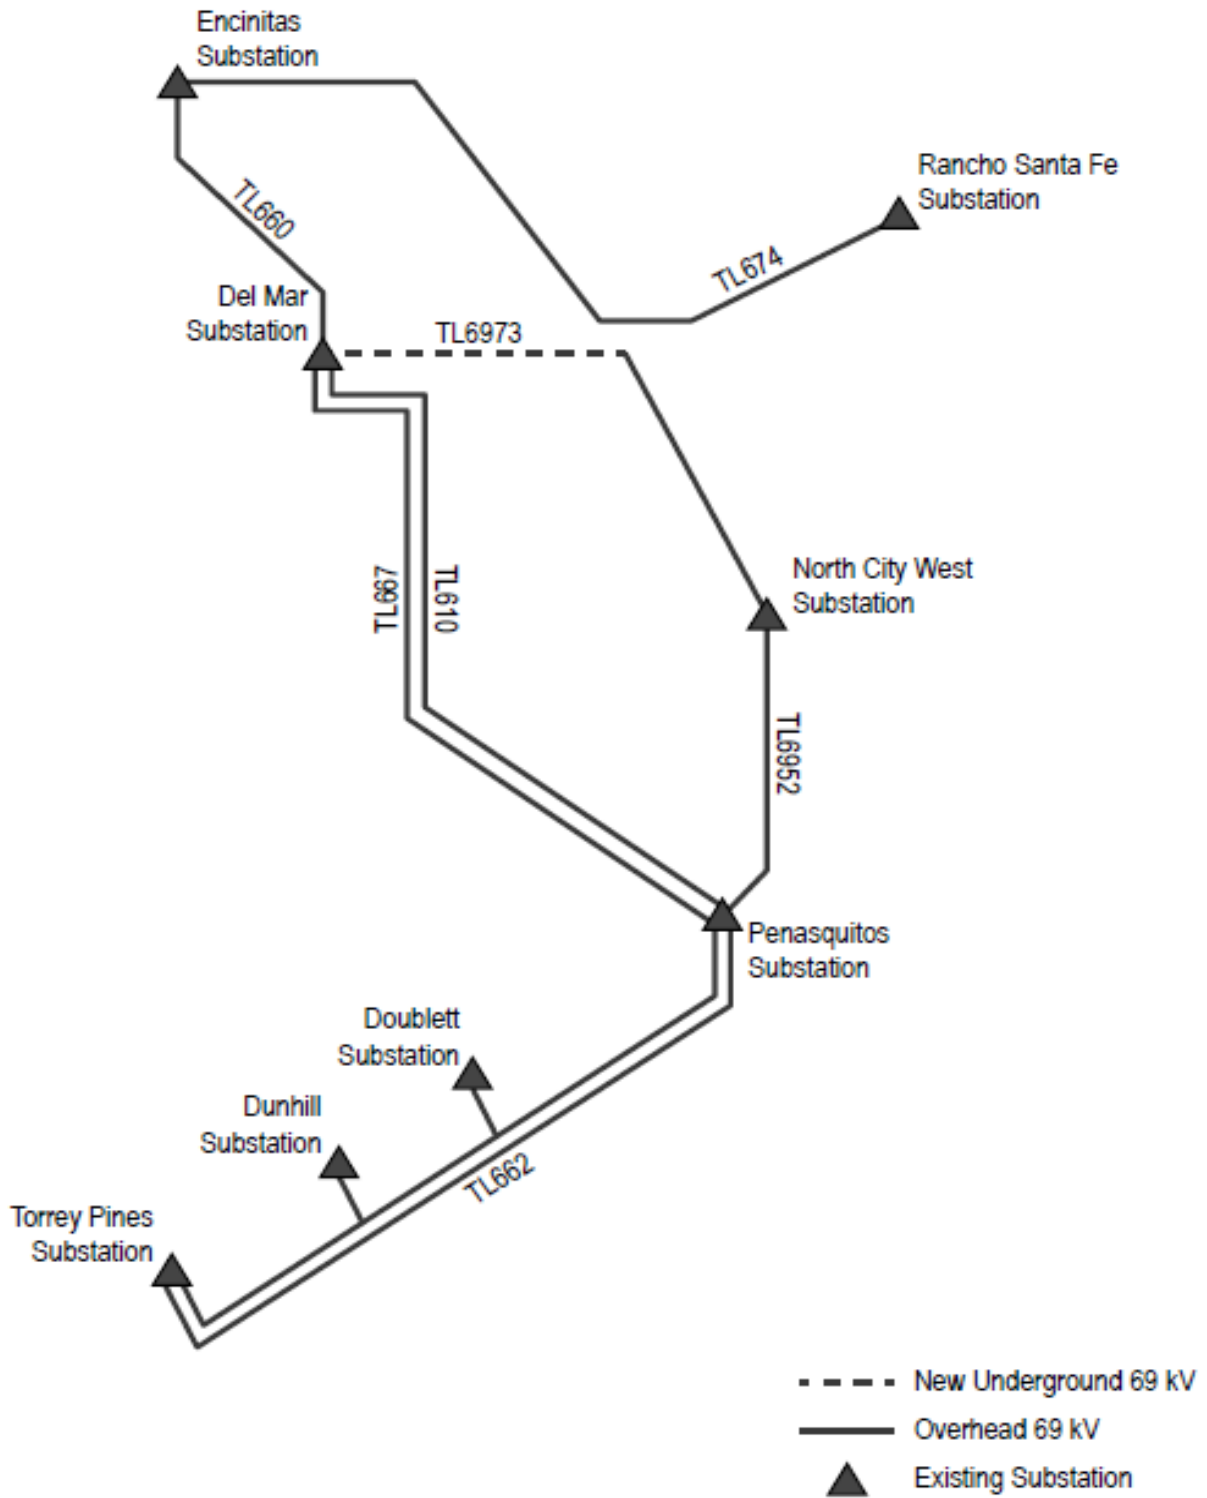 Encinitas
Substation
Rancho Santa Fe
Substation
TL660
TL674
Del Mar
Substation
TL6973
TL667
TL610
North City West
Substation
TL6952
Penasquitos
Substation
Doublett
Substation
Dunhill
Substation
TL662
Torrey Pines
Substation
New Underground 69 kV
Overhead 69 kV
Existing Substation